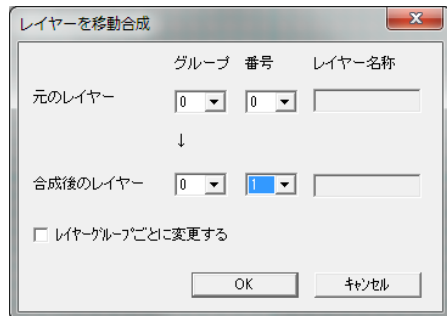 レイヤーを移動合成
グループ 番号 レイヤー名称
元のレイヤー 0 0
↓
合成後のレイヤー 0 1
ﾚｲﾔｰｸﾞﾙｰﾌﾟごとに変更する
OK ｷｬﾝｾﾙ